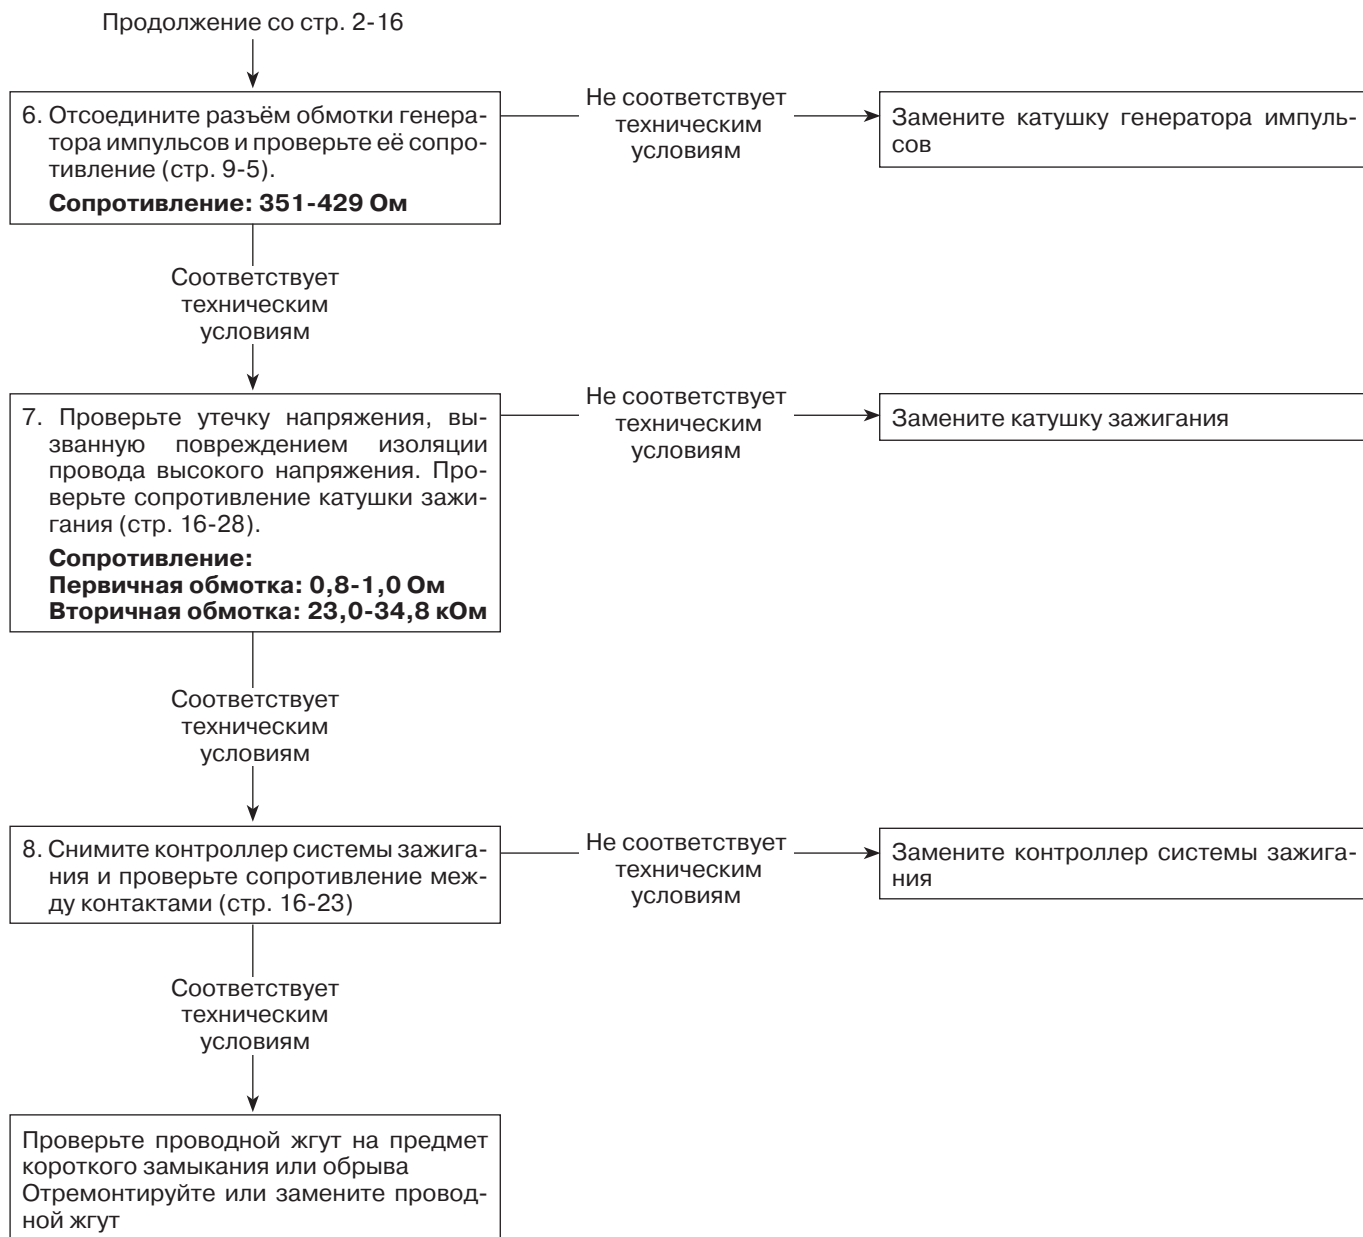 Продолжение со стр. 2-16
6. Отсоедините разъём обмотки генера-
тора импульсов и проверьте её сопро-
тивление (стр. 9-5).
Сопротивление: 351-429 Ом
Не соответствует
техническим
условиям
Замените катушку генератора импуль-
сов
Соответствует
техническим
условиям
7. Проверьте утечку напряжения, вы-
званную повреждением изоляции
провода высокого напряжения. Про-
верьте сопротивление катушки зажи-
гания (стр. 16-28).
Сопротивление:
Первичная обмотка: 0,8-1,0 Ом
Вторичная обмотка: 23,0-34,8 кОм
Не соответствует
техническим
условиям
Замените катушку зажигания
Соответствует
техническим
условиям
8. Снимите контроллер системы зажига-
ния и проверьте сопротивление меж-
ду контактами (стр. 16-23)
Не соответствует
техническим
условиям
Замените контроллер системы зажига-
ния
Соответствует
техническим
условиям
Проверьте проводной жгут на предмет
короткого замыкания или обрыва
Отремонтируйте или замените провод-
ной жгут